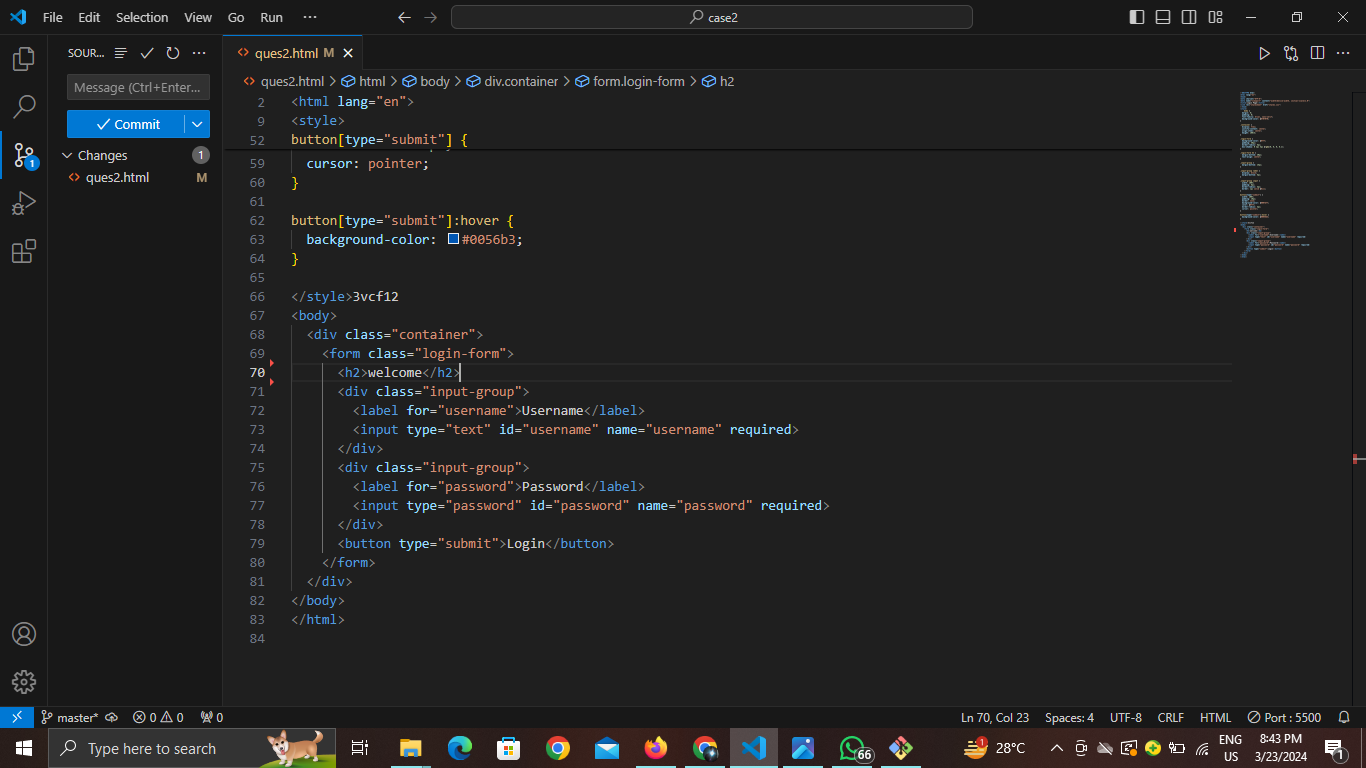 File Edit Selection View Go Run ··· case2
SOUR...
ques2.html M
Message (Ctrl+Enter...
Commit
Changes 1
ques2.html M
1
ques2.html > html > body > div.container > form.login-form > h2
2 <html lang="en">
9 <style>
52 button[type="submit"] {
59 cursor: pointer;
60 }
61
62 button[type="submit"]:hover {
63 background-color: #0056b3;
64 }
65
66 </style>3vcf12
67 <body>
68 <div class="container">
69 <form class="login-form">
70 <h2>welcome</h2>
71 <div class="input-group">
72 <label for="username">Username</label>
73 <input type="text" id="username" name="username" required>
74 </div>
75 <div class="input-group">
76 <label for="password">Password</label>
77 <input type="password" id="password" name="password" required>
78 </div>
79 <button type="submit">Login</button>
80 </form>
81 </div>
82 </body>
83 </html>
84
master* 0 0 0 Ln 70, Col 23 Spaces: 4 UTF-8 CRLF HTML Port : 5500
Type here to search 66 1 28°C ENG US 8:43 PM 3/23/2024 1